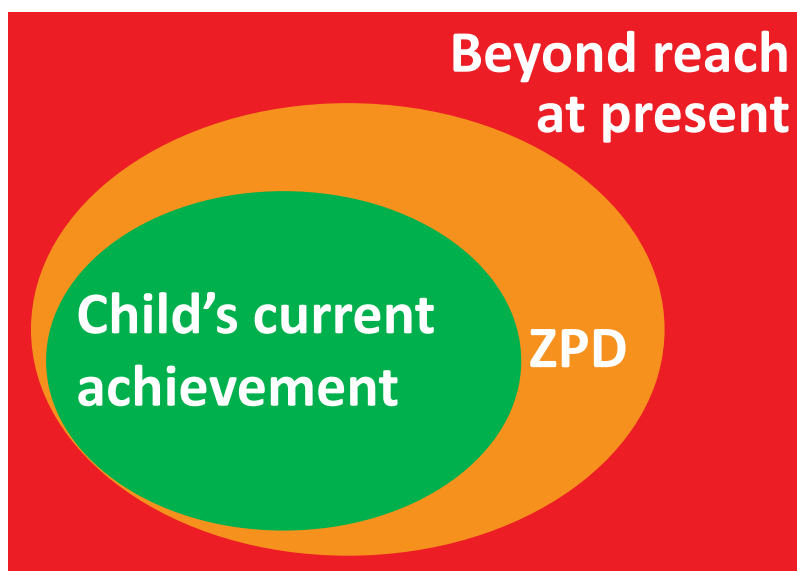 Beyond reach
at present
Child’s current
achievement
ZPD